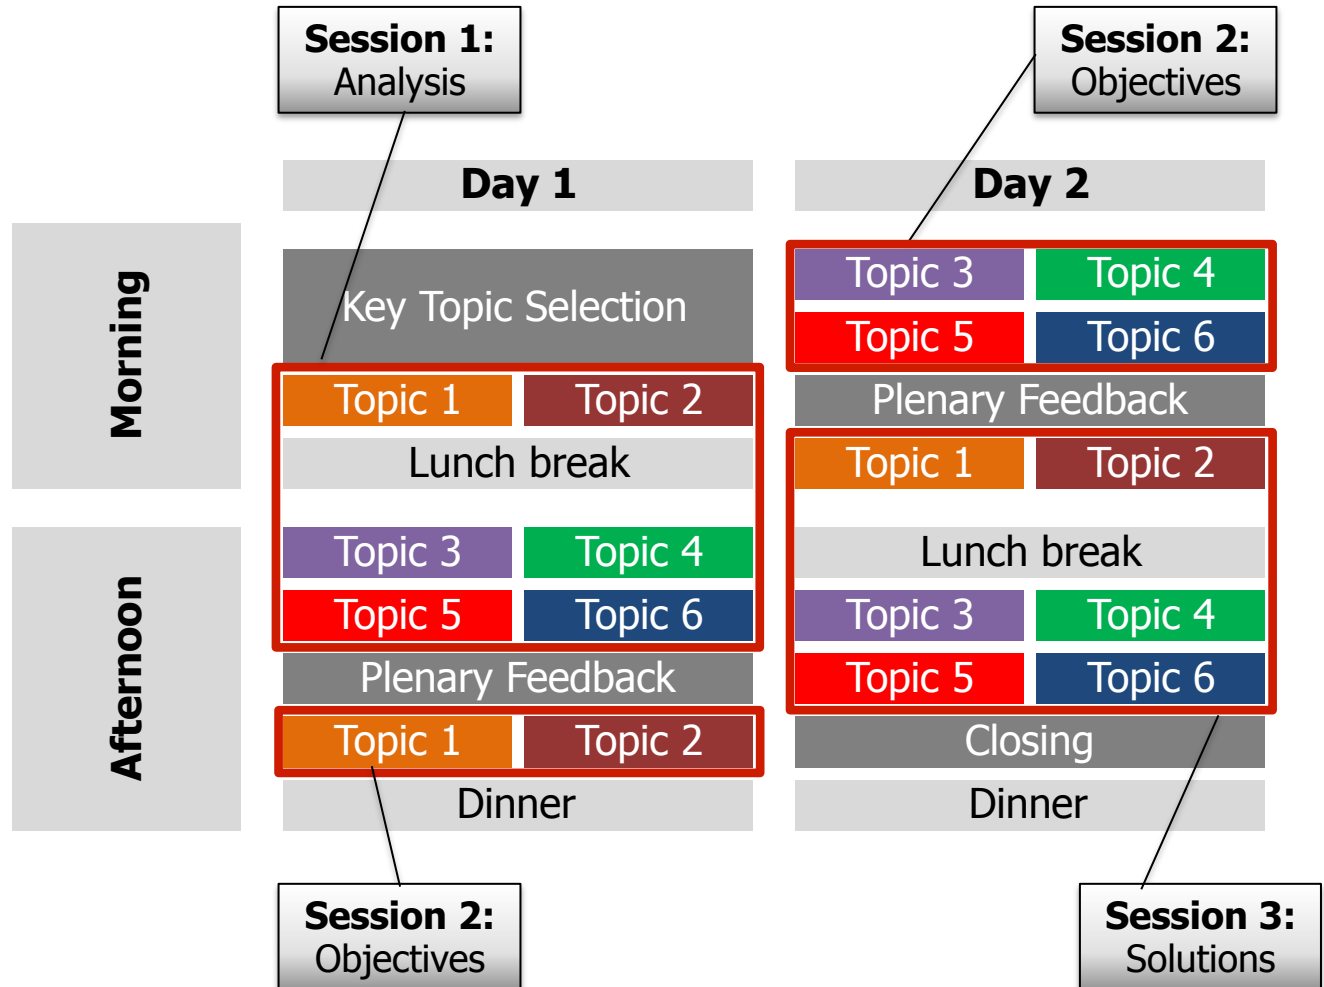 Session 1:
Analysis
Session 2:
Objectives
Day 1
Day 2
Morning
Key Topic Selection
Topic 1
Topic 2
Lunch break
Afternoon
Topic 3
Topic 4
Topic 5
Topic 6
Plenary Feedback
Topic 1
Topic 2
Dinner
Topic 3
Topic 4
Topic 5
Topic 6
Plenary Feedback
Topic 1
Topic 2
Lunch break
Topic 3
Topic 4
Topic 5
Topic 6
Closing
Dinner
Session 2:
Objectives
Session 3:
Solutions